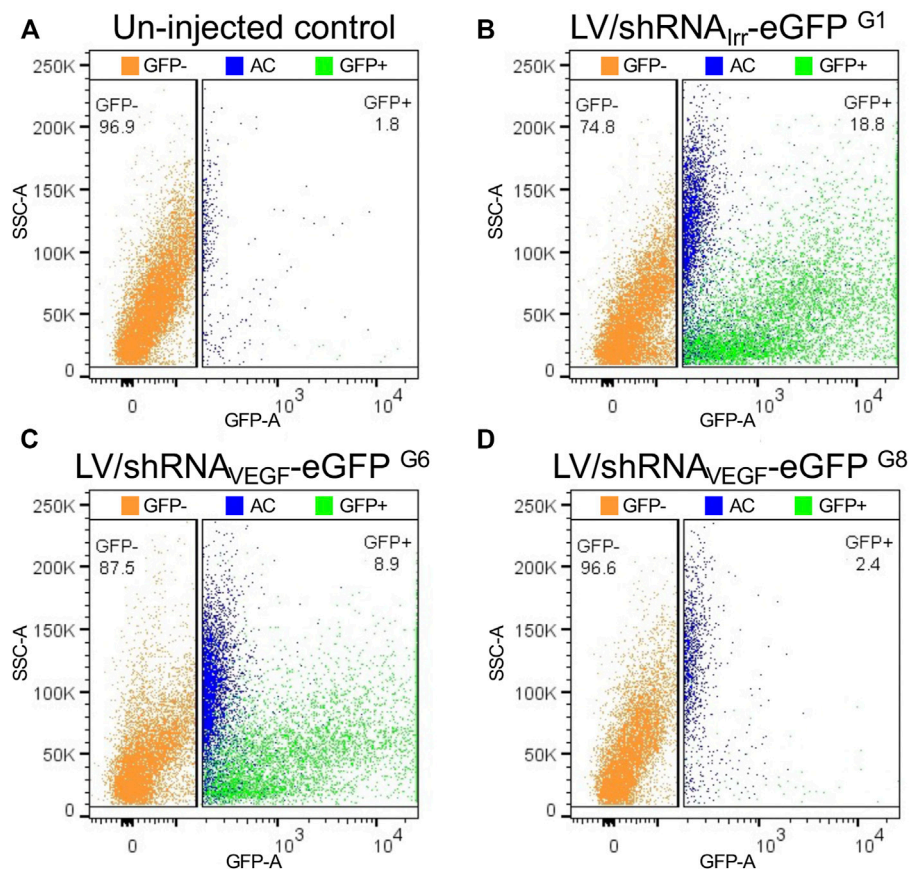 A Un-injected control
GFP- AC GFP+
250K
200K
150K
100K
50K
0
SSC-A
GFP-
96.9
GFP+
1.8
0 10³ 10⁴
GFP-A
B LV/shRNA_Irr-eGFP G1
GFP- AC GFP+
250K
200K
150K
100K
50K
0
SSC-A
GFP-
74.8
GFP+
18.8
0 10³ 10⁴
GFP-A
C LV/shRNA_VEGF-eGFP G6
GFP- AC GFP+
250K
200K
150K
100K
50K
0
SSC-A
GFP-
87.5
GFP+
8.9
0 10³ 10⁴
GFP-A
D LV/shRNA_VEGF-eGFP G8
GFP- AC GFP+
250K
200K
150K
100K
50K
0
SSC-A
GFP-
96.6
GFP+
2.4
0 10³ 10⁴
GFP-A